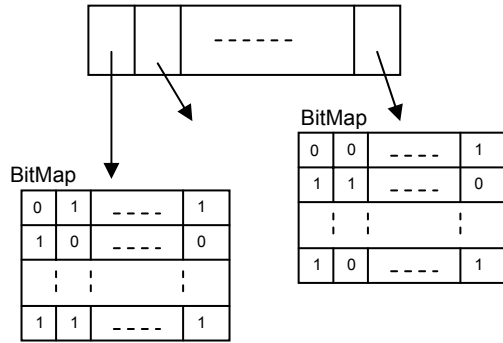 BitMap
0 1 ---- 1
1 0 ---- 0
1 1 ---- 1
BitMap
0 0 ---- 1
1 1 ---- 0
1 0 ---- 1